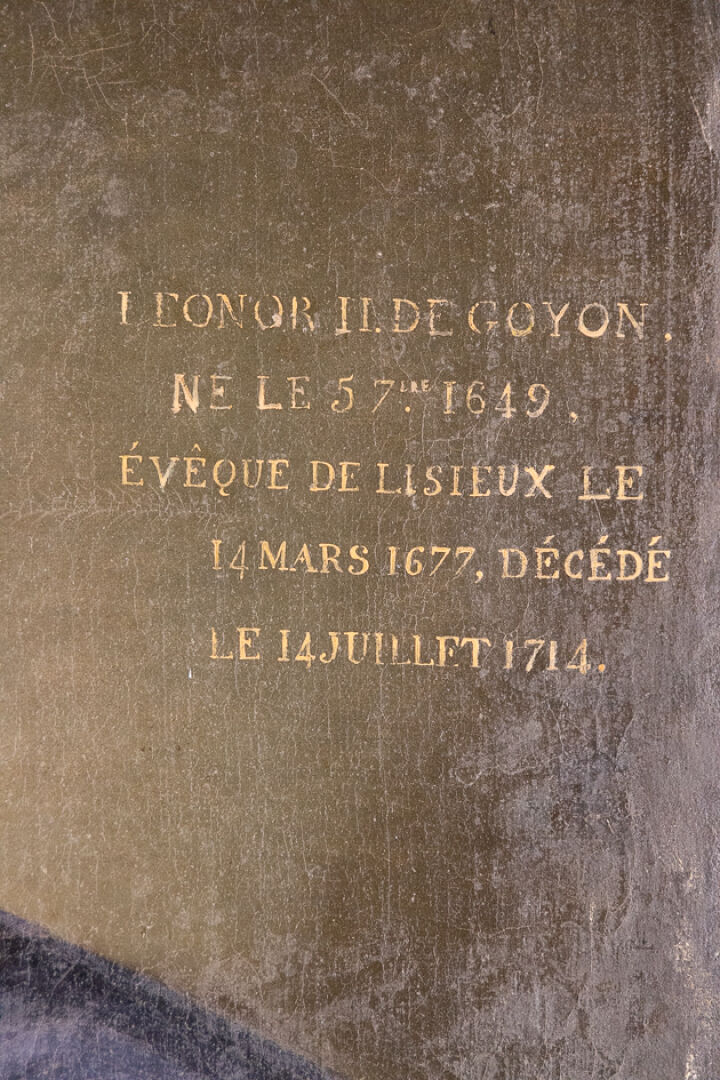 LEONOR II. DE GOYON,
NE LE 5 7.BRE 1649,
ÉVÊQUE DE LISIEUX LE
14 MARS 1677, DÉCÉDÉ
LE 14 JUILLET 1714.